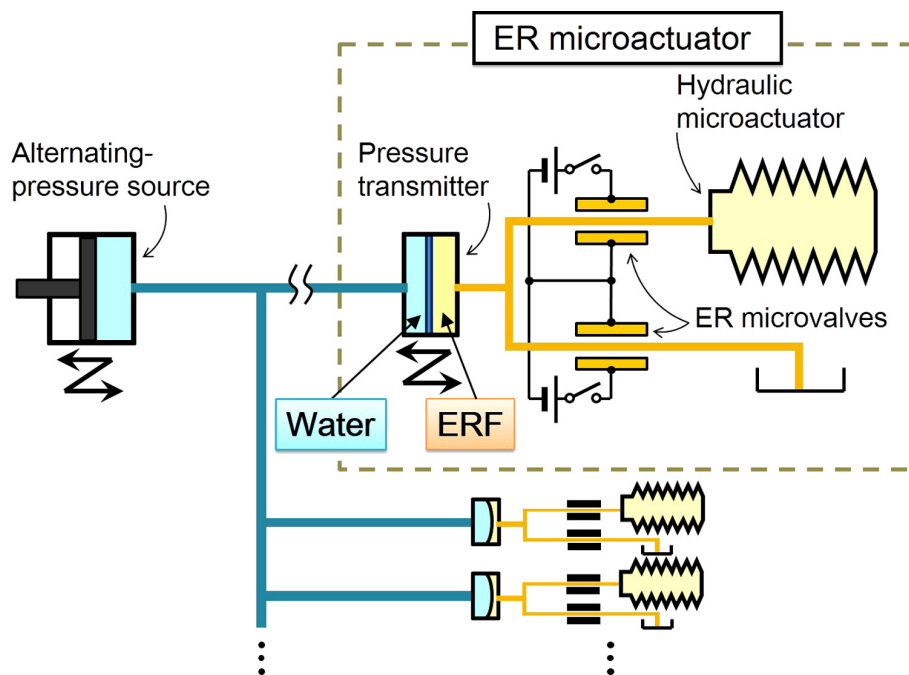 ER microactuator
Hydraulic
microactuator
Alternating-
pressure source
Pressure
transmitter
ER microvalves
Water
ERF